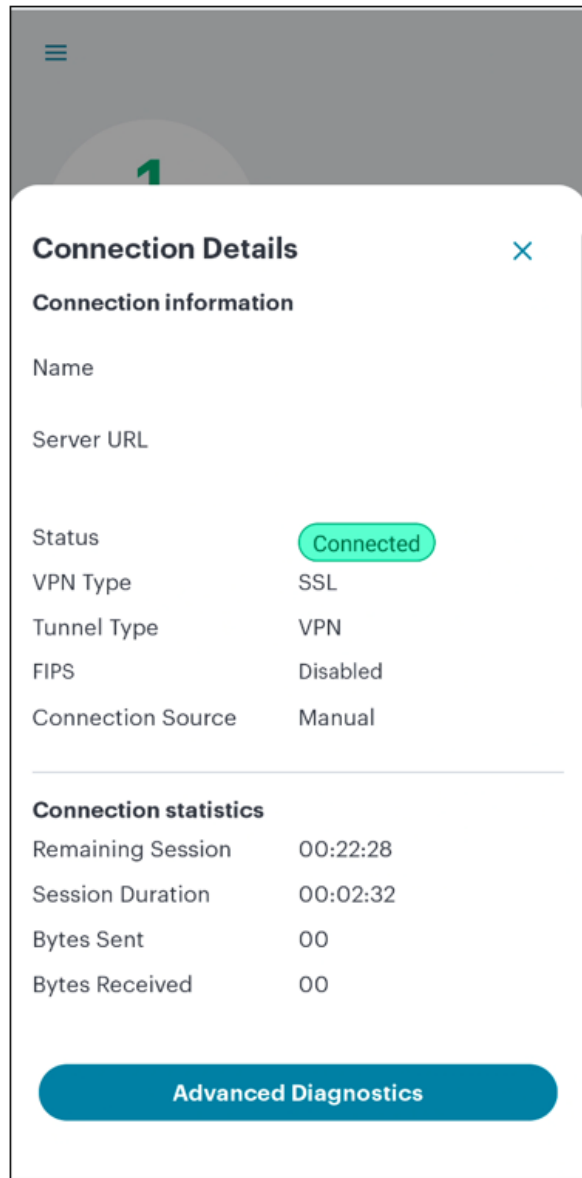 1
Connection Details
Connection information
Name
Server URL
Status Connected
VPN Type SSL
Tunnel Type VPN
FIPS Disabled
Connection Source Manual
Connection statistics
Remaining Session 00:22:28
Session Duration 00:02:32
Bytes Sent 00
Bytes Received 00
Advanced Diagnostics